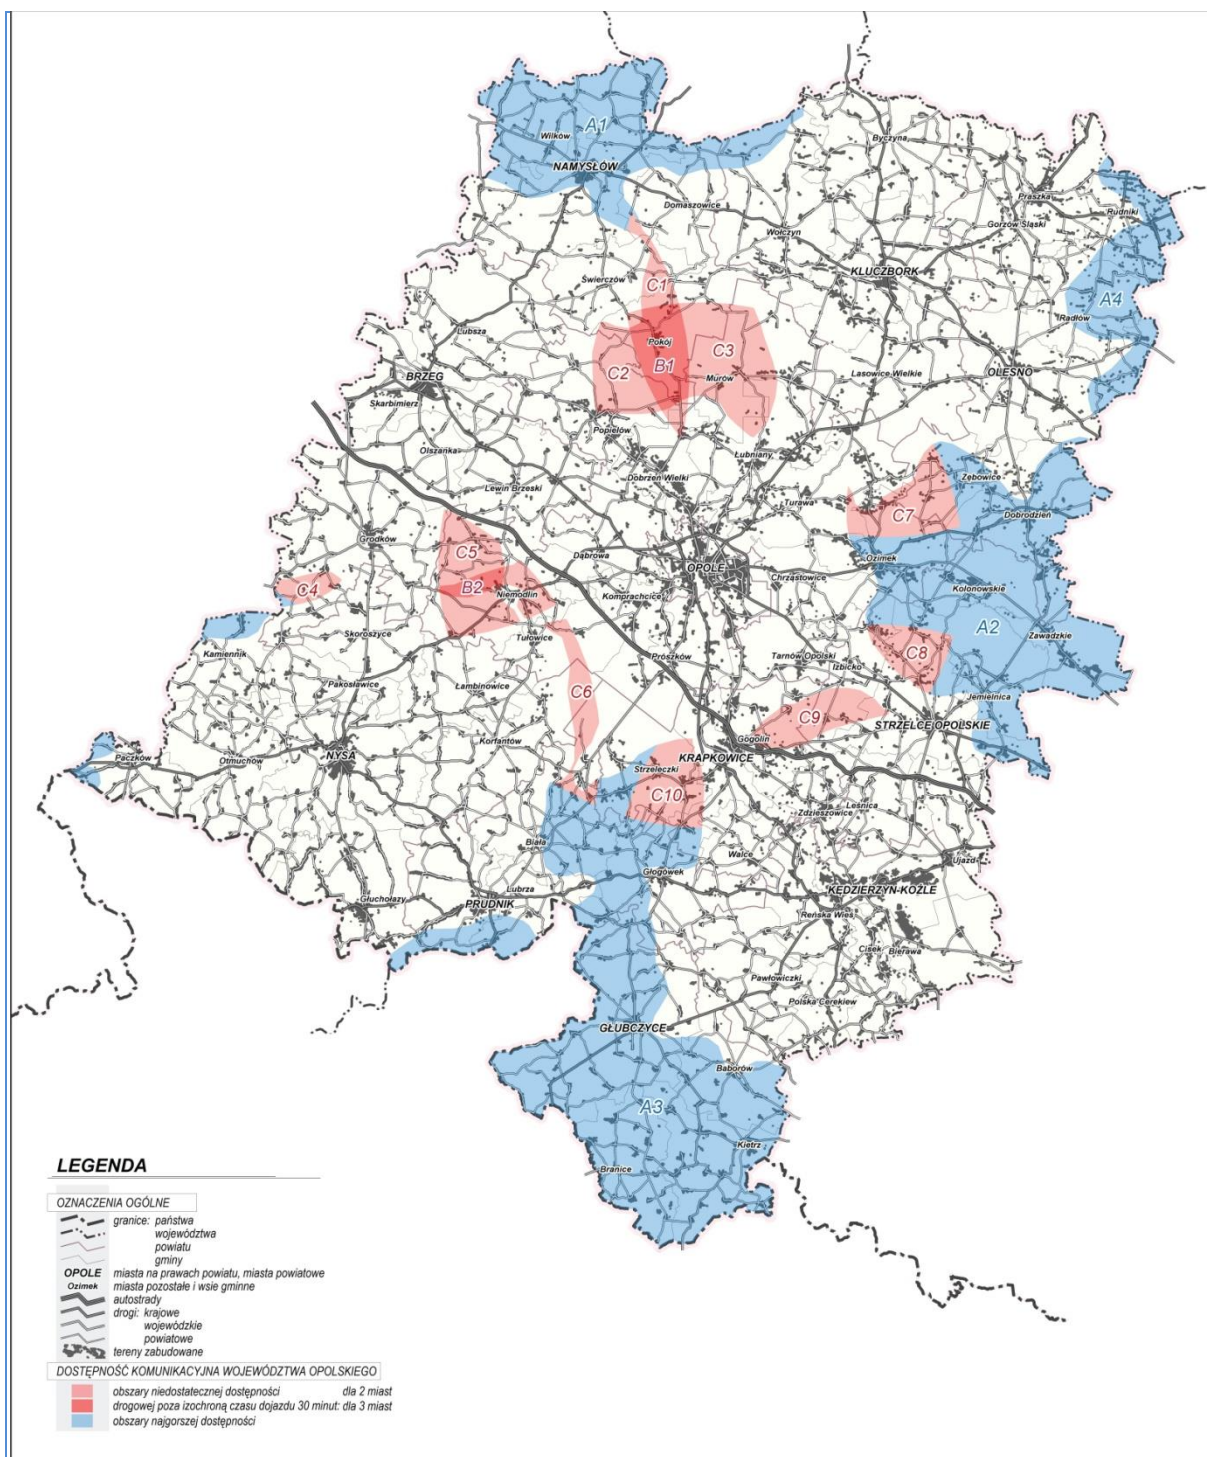 A1
Wilków
NAMYSŁÓW
Byczyna
Domaszowice
Praszka
Rudniki
Gorzów Śląski
Wołczyn
KLUCZBORK
Świerczów
C1
A4
Radłów
Lubsza
Pokój
C3
C2
B1
Murów
Lasowice Wielkie
OLESNO
BRZEG
Skarbimierz
Popielów
Olszanka
Łubniany
Dobrzeń Wielki
Zębowice
Lewin Brzeski
Turawa
C7
Dobrodzień
Grodków
C5
Dąbrowa
Ozimek
OPOLE
Chrząstowice
B2
Niemodlin
Komprachcice
Kolonowskie
C4
Skoroszyce
Tułowice
A2
Zawadzkie
Kamiennik
Prószków
Tarnów Opolski
Izbicko
C8
Pakosławice
Łambinowice
C6
Jemielnica
C9
STRZELCE OPOLSKIE
Korfantów
Gogolin
Paczków
Otmuchów
NYSA
Strzeleczki
KRAPKOWICE
C10
Leśnica
Zdzieszowice
Biała
Walce
Ujazd
Głogówek
Lubrza
KĘDZIERZYN-KOŹLE
Głuchołazy
PRUDNIK
Reńska Wieś
Cisek
Bierawa
Pawłowiczki
Polska Cerekiew
GŁUBCZYCE
Baborów
A3
Kietrz
Branice
LEGENDA
OZNACZENIA OGÓLNE
granice: państwa
województwa
powiatu
gminy
OPOLE miasta na prawach powiatu, miasta powiatowe
Ozimek miasta pozostałe i wsie gminne
autostrady
drogi: krajowe
wojewódzkie
powiatowe
tereny zabudowane
DOSTĘPNOŚĆ KOMUNIKACYJNA WOJEWÓDZTWA OPOLSKIEGO
obszary niedostatecznej dostępności dla 2 miast
drogowej poza izochroną czasu dojazdu 30 minut: dla 3 miast
obszary najgorszej dostępności